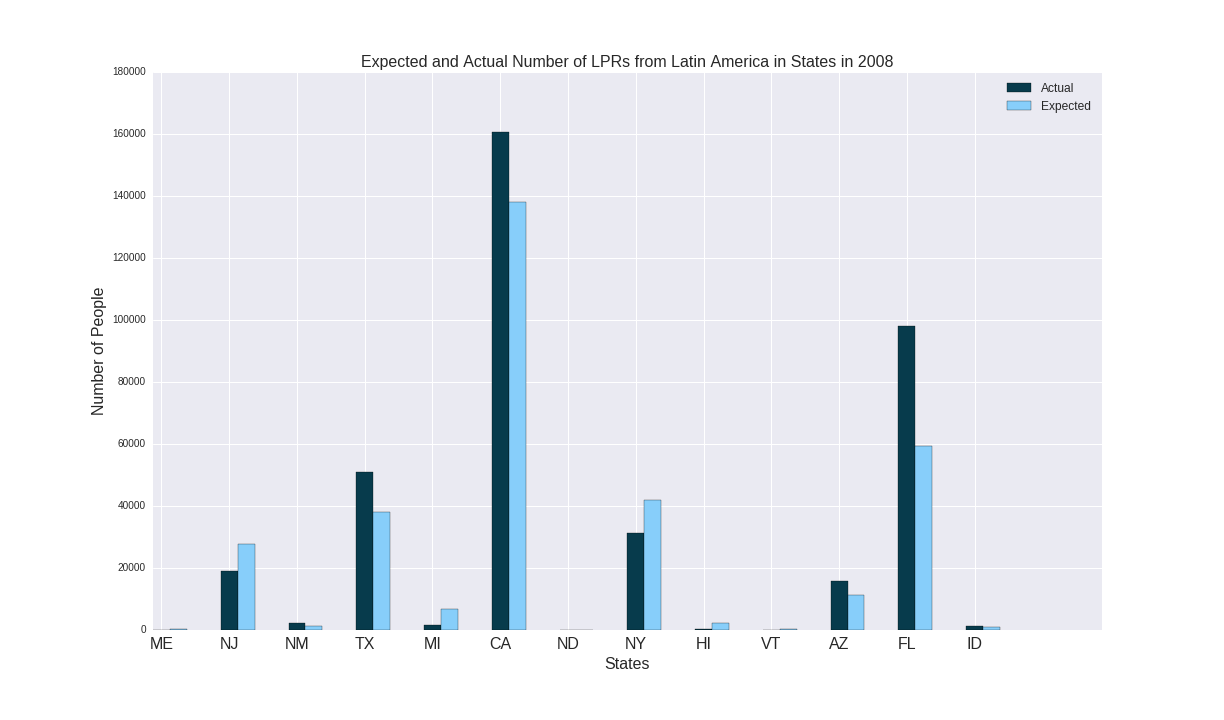 Expected and Actual Number of LPRs from Latin America in States in 2008
Actual
Expected
Number of People
180000
160000
140000
120000
100000
80000
60000
40000
20000
0
ME NJ NM TX MI CA ND NY HI VT AZ FL ID
States